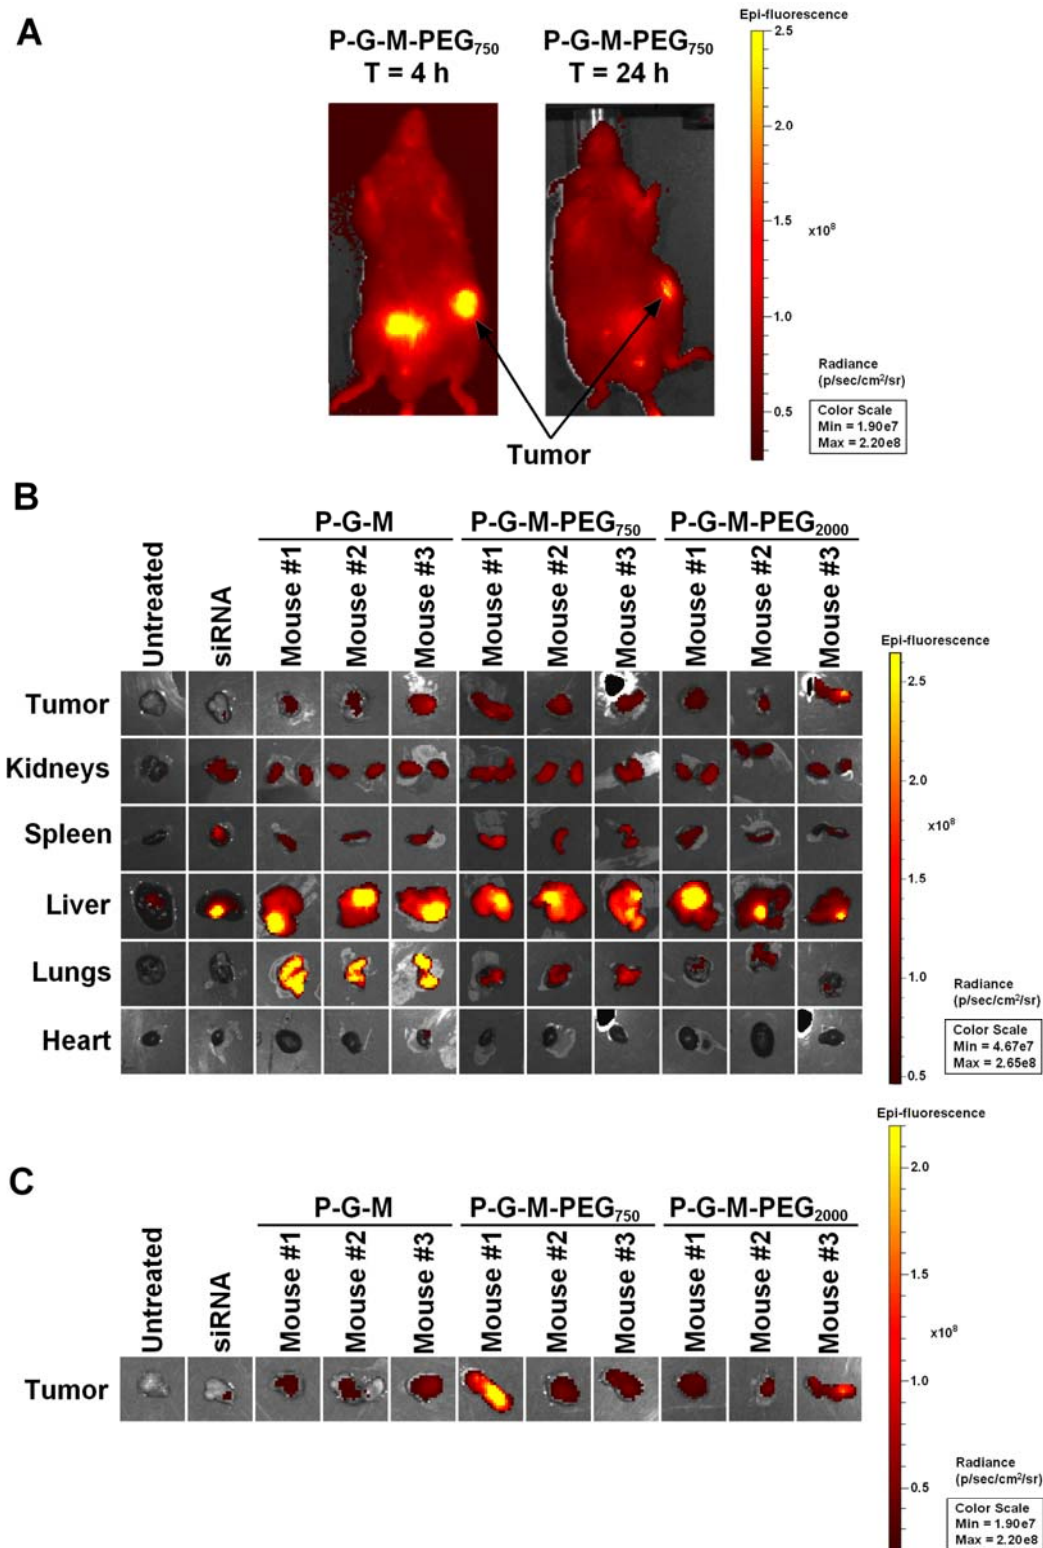 A
P-G-M-PEG750
T = 4 h
P-G-M-PEG750
T = 24 h
Tumor
Epi-fluorescence
2.5
2.0
1.5
x10⁸
1.0
0.5
Radiance
(p/sec/cm²/sr)
Color Scale
Min = 1.90e7
Max = 2.20e8
B
P-G-M
P-G-M-PEG750
P-G-M-PEG2000
Untreated
siRNA
Mouse #1
Mouse #2
Mouse #3
Mouse #1
Mouse #2
Mouse #3
Mouse #1
Mouse #2
Mouse #3
Tumor
Kidneys
Spleen
Liver
Lungs
Heart
Epi-fluorescence
2.5
2.0
x10⁸
1.5
1.0
0.5
Radiance
(p/sec/cm²/sr)
Color Scale
Min = 4.67e7
Max = 2.65e8
C
P-G-M
P-G-M-PEG750
P-G-M-PEG2000
Untreated
siRNA
Mouse #1
Mouse #2
Mouse #3
Mouse #1
Mouse #2
Mouse #3
Mouse #1
Mouse #2
Mouse #3
Tumor
Epi-fluorescence
2.0
1.5
x10⁸
1.0
0.5
Radiance
(p/sec/cm²/sr)
Color Scale
Min = 1.90e7
Max = 2.20e8